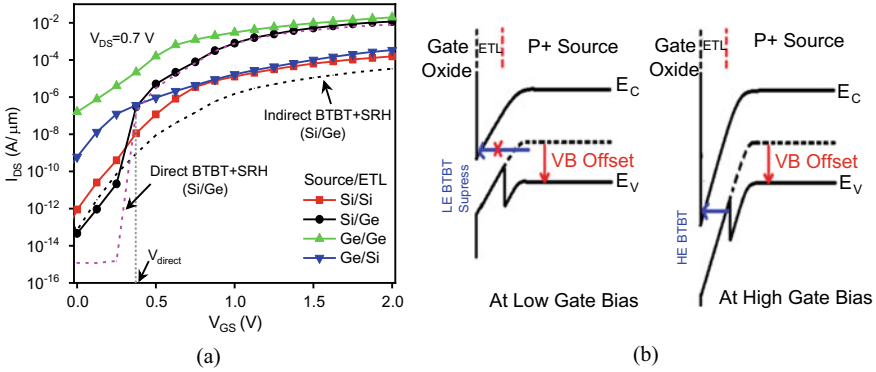 (a)
10⁻²
10⁻⁴
10⁻⁶
10⁻⁸
10⁻¹⁰
10⁻¹²
10⁻¹⁴
10⁻¹⁶
I_DS (A/μm)
V_DS=0.7 V
Indirect BTBT+SRH
(Si/Ge)
Direct BTBT+SRH
(Si/Ge)
Source/ETL
Si/Si
Si/Ge
Ge/Ge
Ge/Si
V_direct
0.0 0.5 1.0 1.5 2.0
V_GS (V)
(a)
Gate
Oxide
ETL
P+ Source
E_C
VB Offset
E_V
LE BTBT
Supress
At Low Gate Bias
Gate
Oxide
ETL
P+ Source
E_C
VB Offset
E_V
HE BTBT
At High Gate Bias
(b)